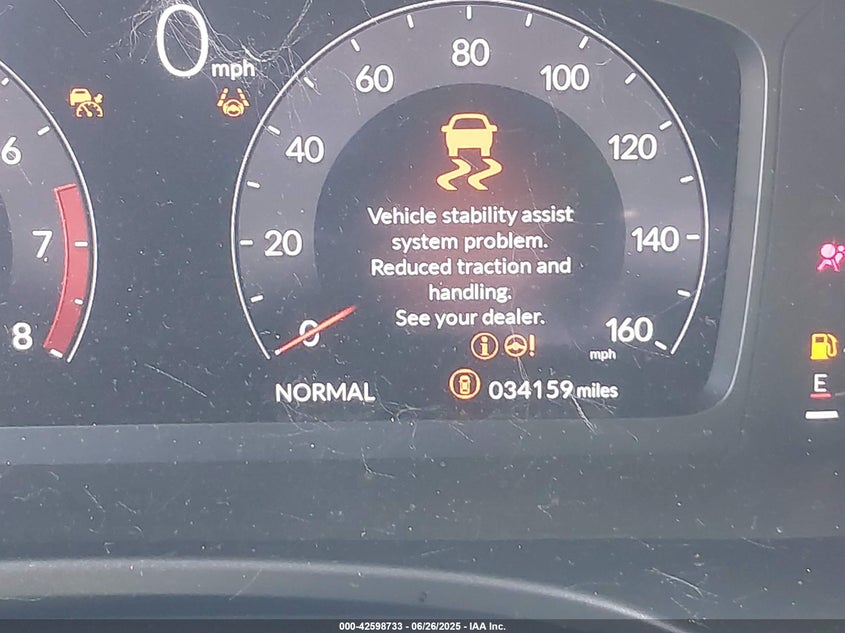 0 mph
80
60
100
40
120
6
Vehicle stability assist
system problem.
Reduced traction and
handling.
See your dealer.
7
20
140
8
0
160
mph
i
!
E
NORMAL
034159 miles
000-42598733 - 06/26/2025 - IAA Inc.